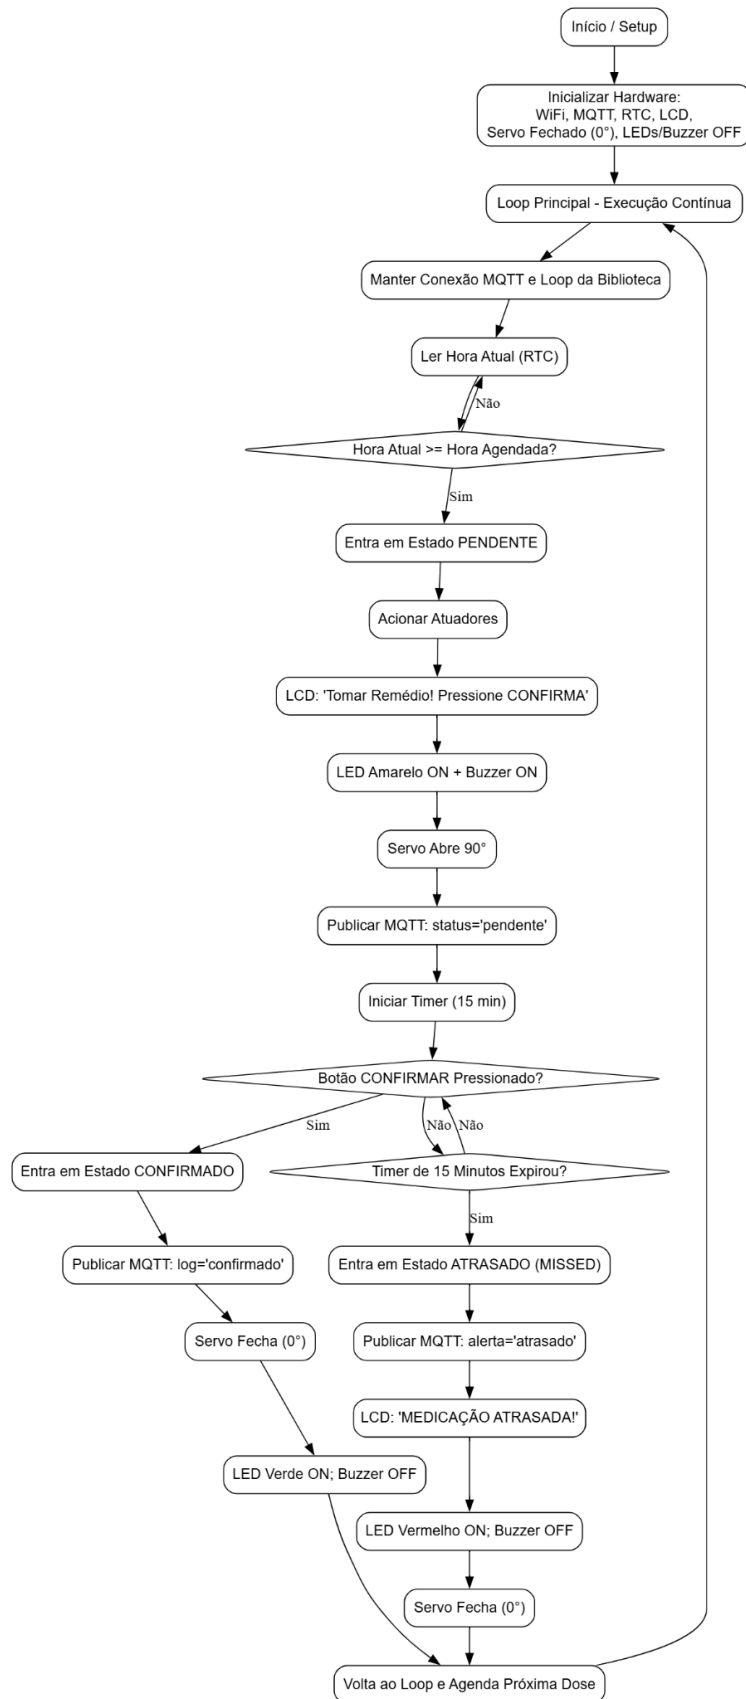 Início / Setup
Inicializar Hardware:
WiFi, MQTT, RTC, LCD,
Servo Fechado (0°), LEDs/Buzzer OFF
Loop Principal - Execução Contínua
Manter Conexão MQTT e Loop da Biblioteca
Ler Hora Atual (RTC)
Não
Hora Atual >= Hora Agendada?
Sim
Entra em Estado PENDENTE
Acionar Atuadores
LCD: 'Tomar Remédio! Pressione CONFIRMA'
LED Amarelo ON + Buzzer ON
Servo Abre 90°
Publicar MQTT: status='pendente'
Iniciar Timer (15 min)
Botão CONFIRMAR Pressionado?
Sim
Não
Não
Entra em Estado CONFIRMADO
Timer de 15 Minutos Expirou?
Sim
Publicar MQTT: log='confirmado'
Entra em Estado ATRASADO (MISSED)
Servo Fecha (0°)
Publicar MQTT: alerta='atrasado'
LCD: 'MEDICAÇÃO ATRASADA!'
LED Verde ON; Buzzer OFF
LED Vermelho ON; Buzzer OFF
Servo Fecha (0°)
Volta ao Loop e Agenda Próxima Dose